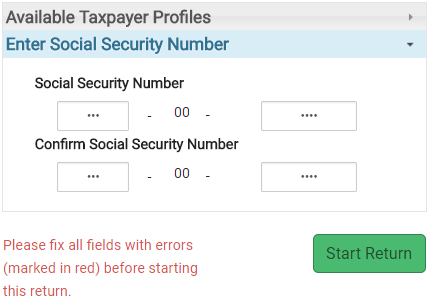 Available Taxpayer Profiles
Enter Social Security Number
Social Security Number
••• - 00 - ••••
Confirm Social Security Number
••• - 00 - ••••
Please fix all fields with errors
(marked in red) before starting
this return.
Start Return